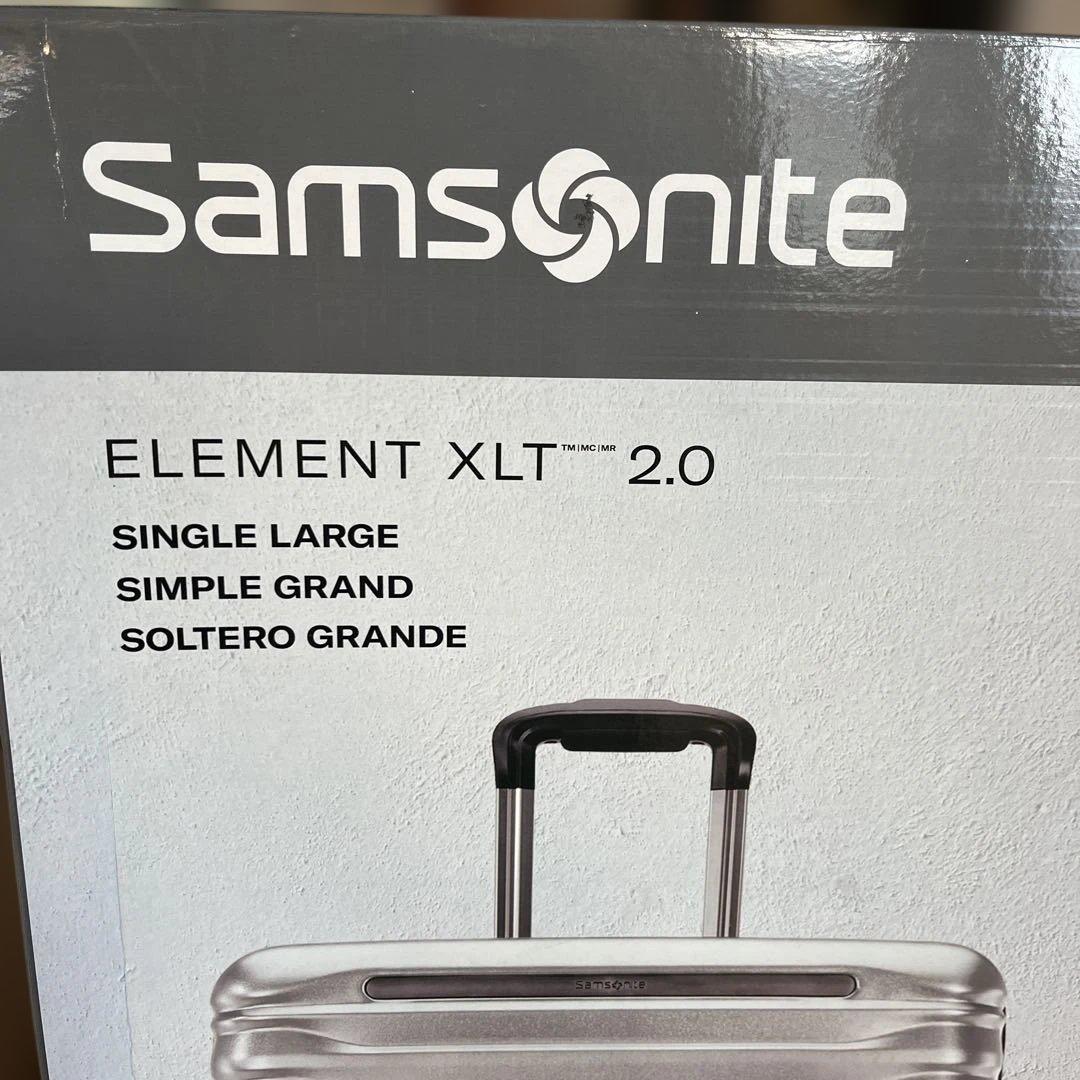 Samsonite
ELEMENT XLT™|MC|MR 2.0
SINGLE LARGE
SIMPLE GRAND
SOLTERO GRANDE
Samsonite